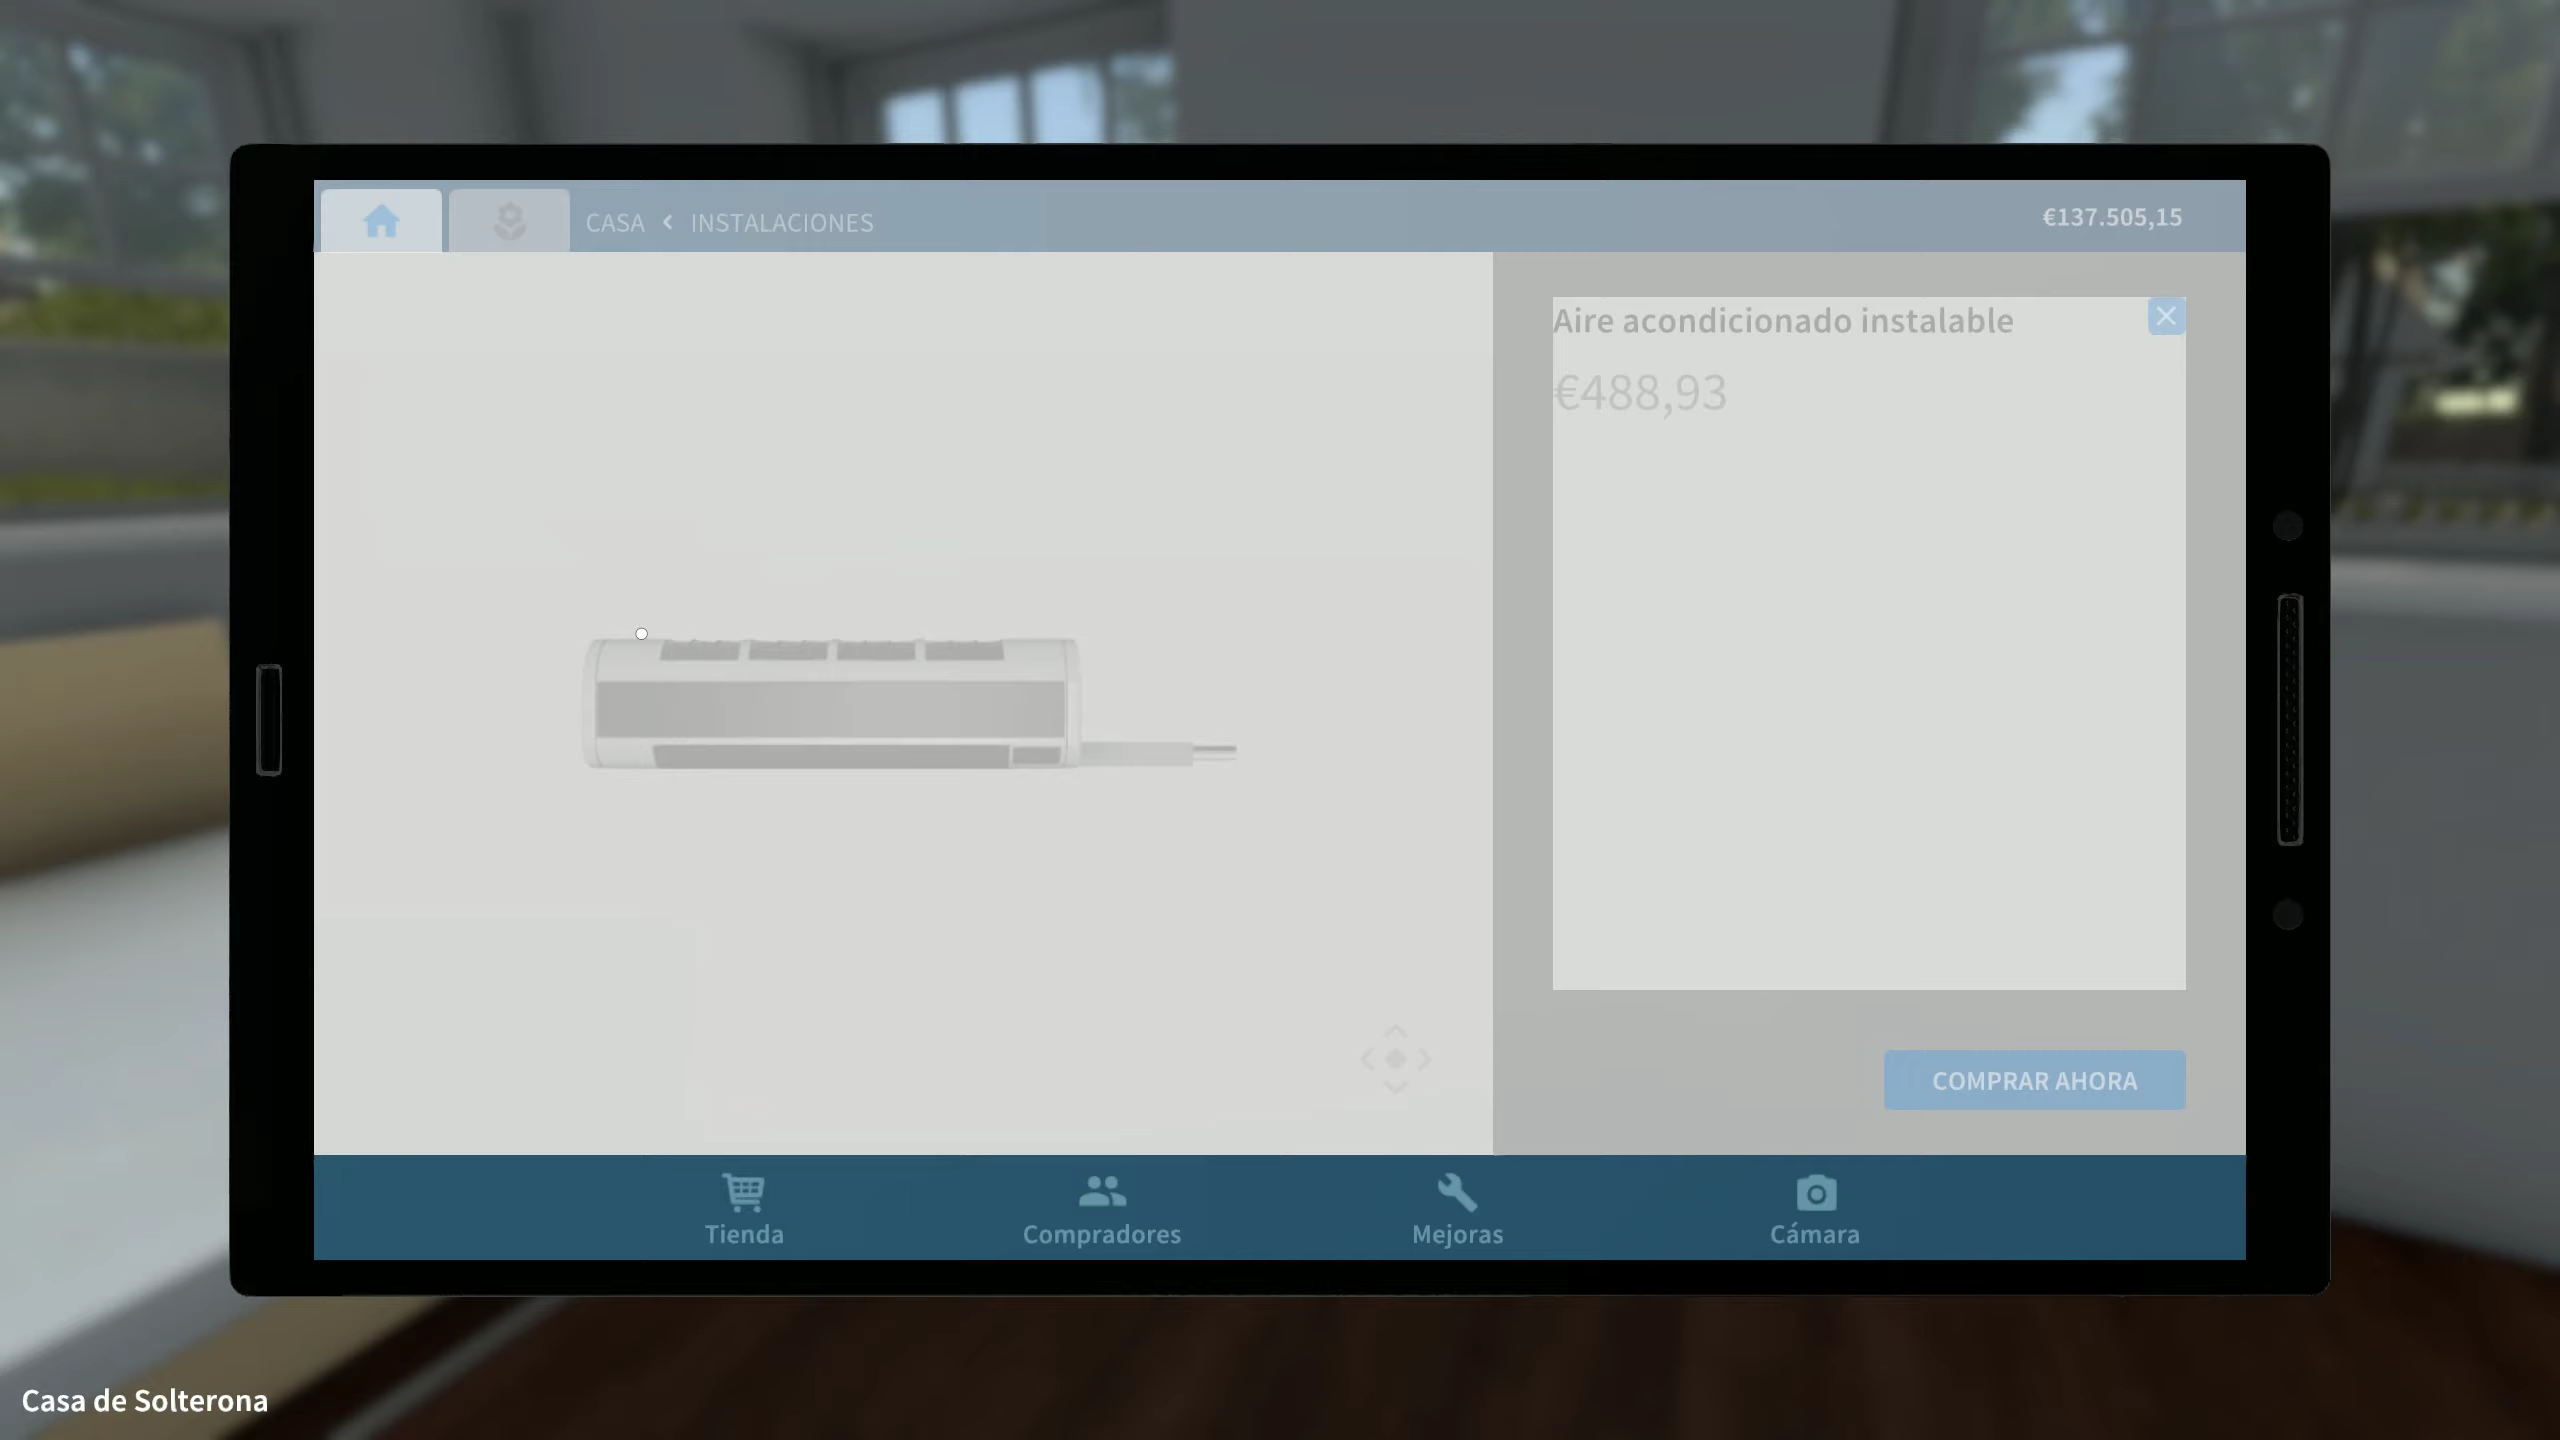 CASA < INSTALACIONES
€137.505,15
Aire acondicionado instalable
€488,93
COMPRAR AHORA
Tienda
Compradores
Mejoras
Cámara
Casa de Solterona